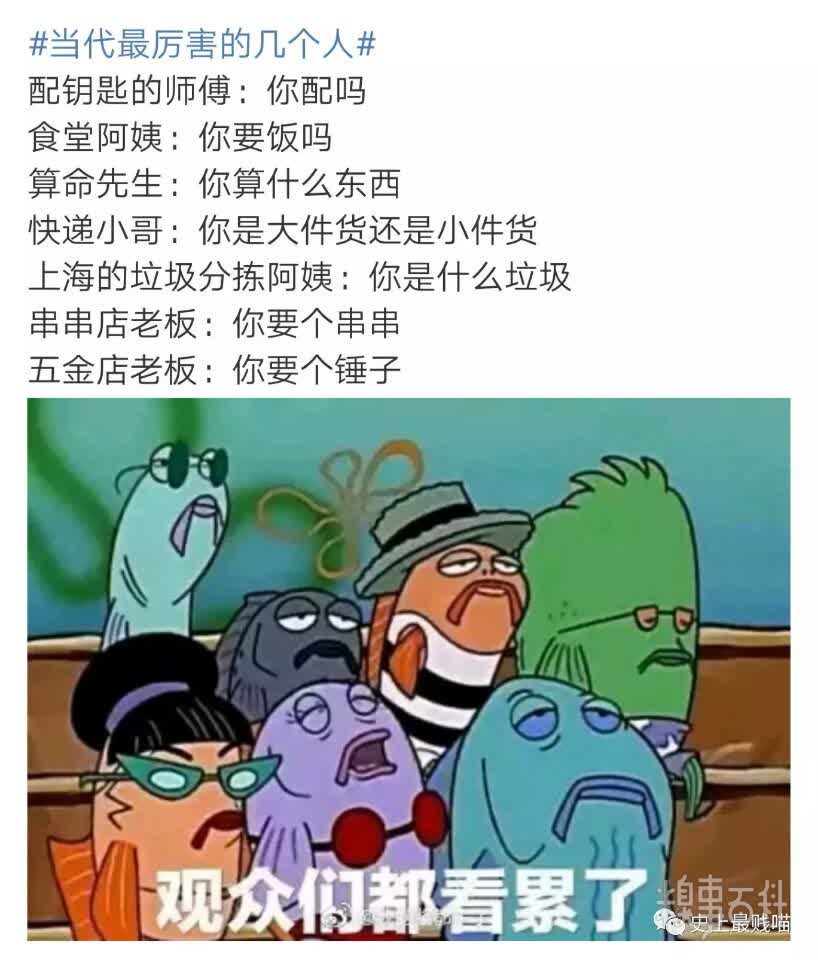 #当代最厉害的几个人#
配钥匙的师傅：你配吗
食堂阿姨：你要饭吗
算命先生：你算什么东西
快递小哥：你是大件货还是小件货
上海的垃圾分拣阿姨：你是什么垃圾
串串店老板：你要个串串
五金店老板：你要个锤子
观众们都看累了
糗事百科
史上最贱喵